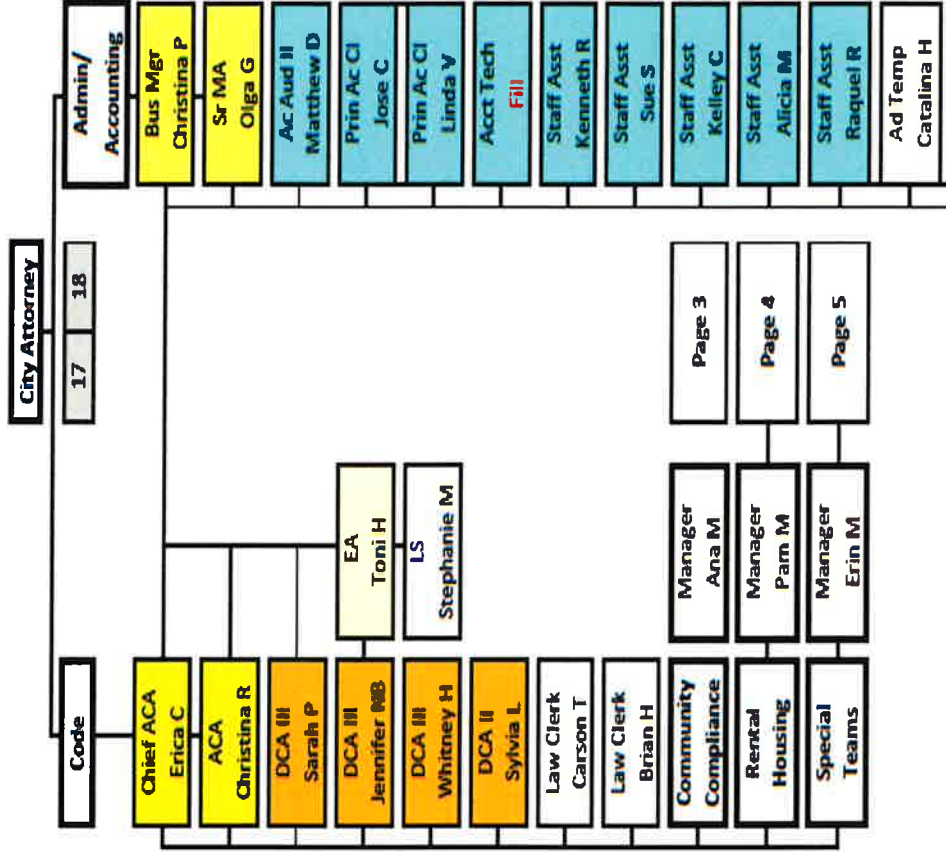 City Attorney
17 18
Code
Chief ACA
Erica C
ACA
Christina R
DCA III
Sarah P
DCA III
Jennifer NB
DCA III
Whitney H
DCA II
Sylvia L
Law Clerk
Carson T
Law Clerk
Brian H
Community
Compliance
Rental
Housing
Special
Teams
EA
Toni H
LS
Stephanie M
Manager
Ana M
Manager
Pam M
Manager
Erin M
Page 3
Page 4
Page 5
Admin/
Accounting
Bus Mgr
Christina P
Sr MA
Olga G
Ac Aud II
Matthew D
Prin Ac Cl
Jose C
Prin Ac Cl
Linda V
Acct Tech
Fill
Staff Asst
Kenneth R
Staff Asst
Sue S
Staff Asst
Kelley C
Staff Asst
Alicia M
Staff Asst
Raquel R
Ad Temp
Catalina H